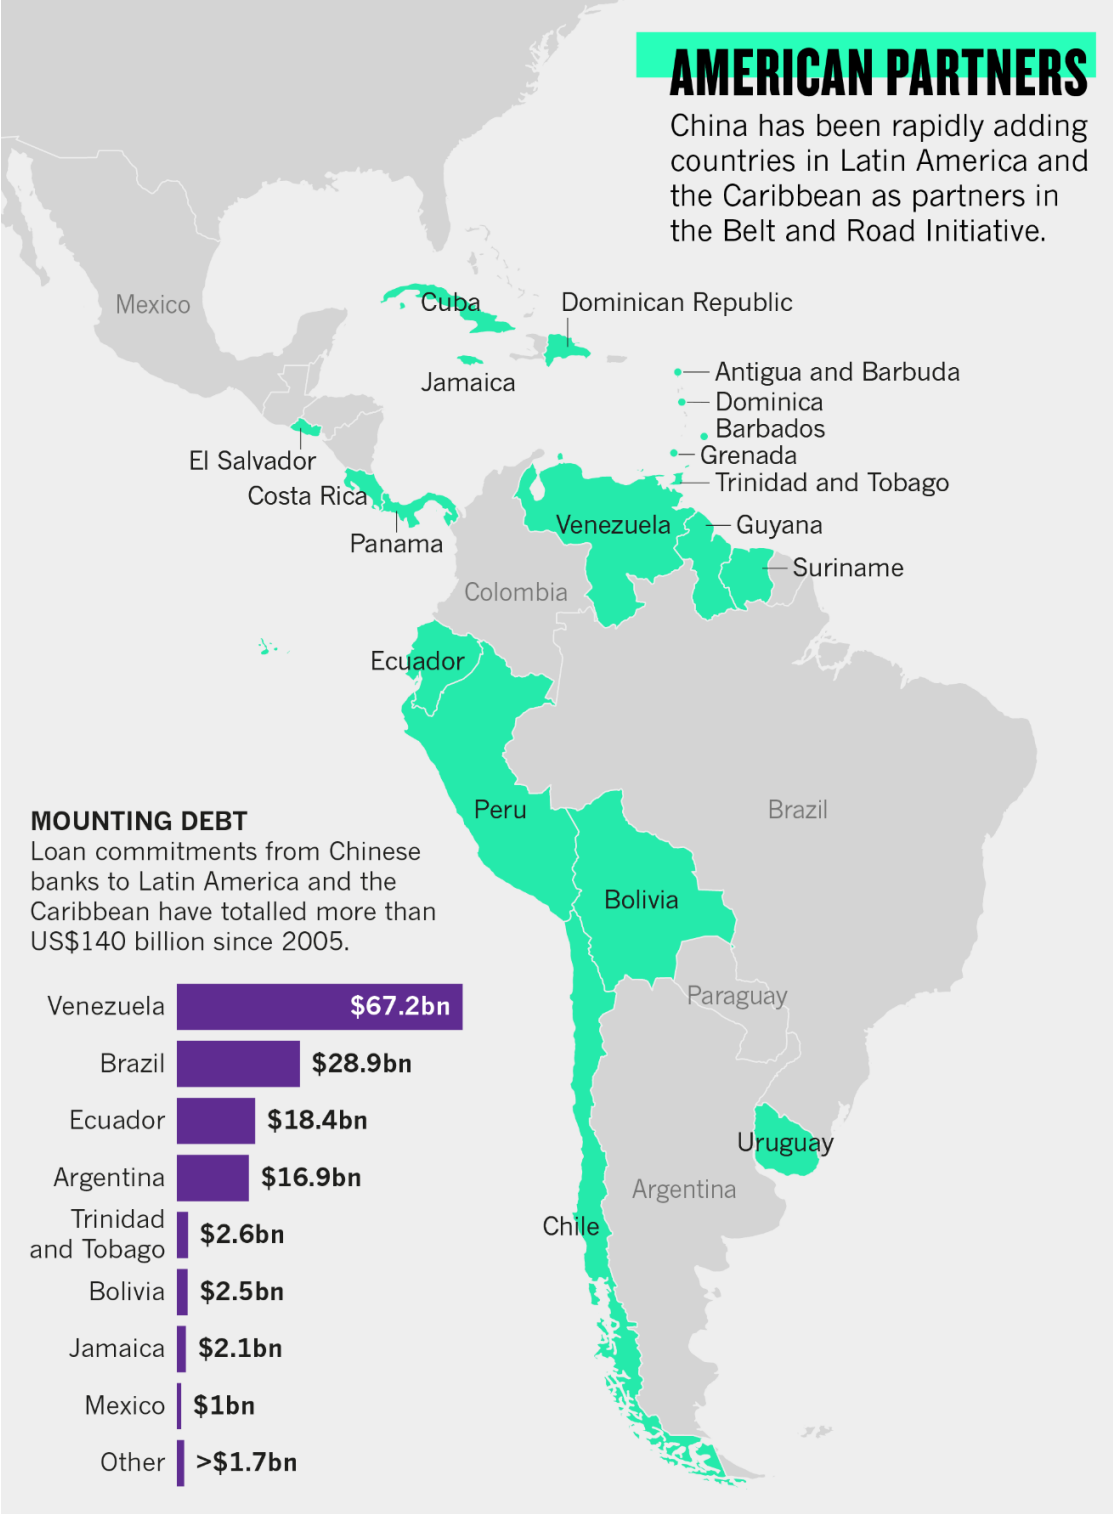 AMERICAN PARTNERS
China has been rapidly adding
countries in Latin America and
the Caribbean as partners in
the Belt and Road Initiative.
Mexico
Cuba
Dominican Republic
Jamaica
Antigua and Barbuda
Dominica
Barbados
Grenada
Trinidad and Tobago
El Salvador
Costa Rica
Panama
Venezuela
Guyana
Suriname
Colombia
Ecuador
Peru
Brazil
Bolivia
Paraguay
Uruguay
Argentina
Chile
MOUNTING DEBT
Loan commitments from Chinese
banks to Latin America and the
Caribbean have totalled more than
US$140 billion since 2005.
Venezuela $67.2bn
Brazil $28.9bn
Ecuador $18.4bn
Argentina $16.9bn
Trinidad
and Tobago $2.6bn
Bolivia $2.5bn
Jamaica $2.1bn
Mexico $1bn
Other >$1.7bn